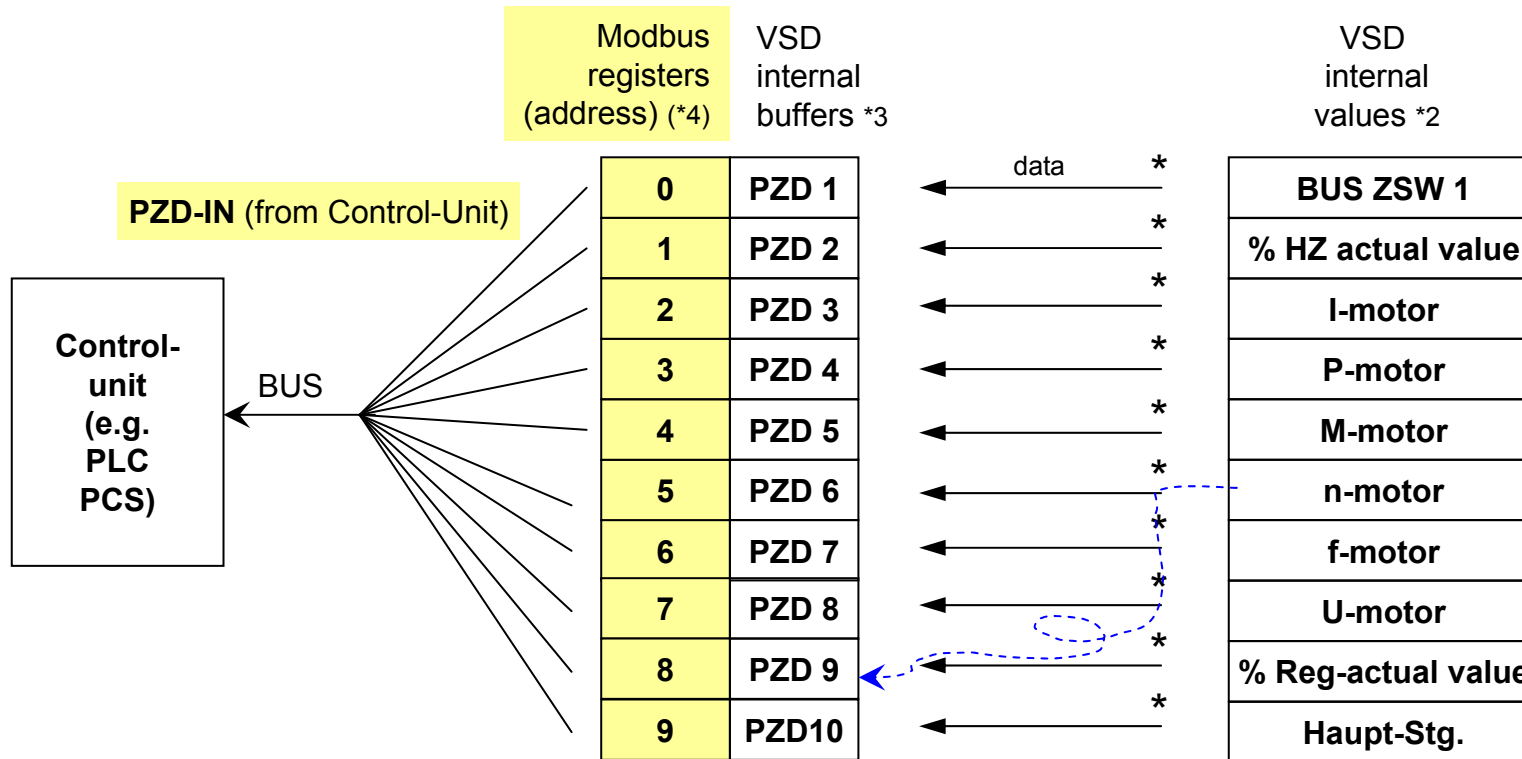 Modbus
registers
(address) (*4)
VSD
internal
buffers *3
VSD
internal
values *2
PZD-IN (from Control-Unit)
Control-
unit
(e.g.
PLC
PCS)
BUS
data
0 PZD 1 * BUS ZSW 1
1 PZD 2 * % HZ actual value
2 PZD 3 * I-motor
3 PZD 4 * P-motor
4 PZD 5 * M-motor
5 PZD 6 * n-motor
6 PZD 7 * f-motor
7 PZD 8 * U-motor
8 PZD 9 * % Reg-actual value
9 PZD10 * Haupt-Stg.